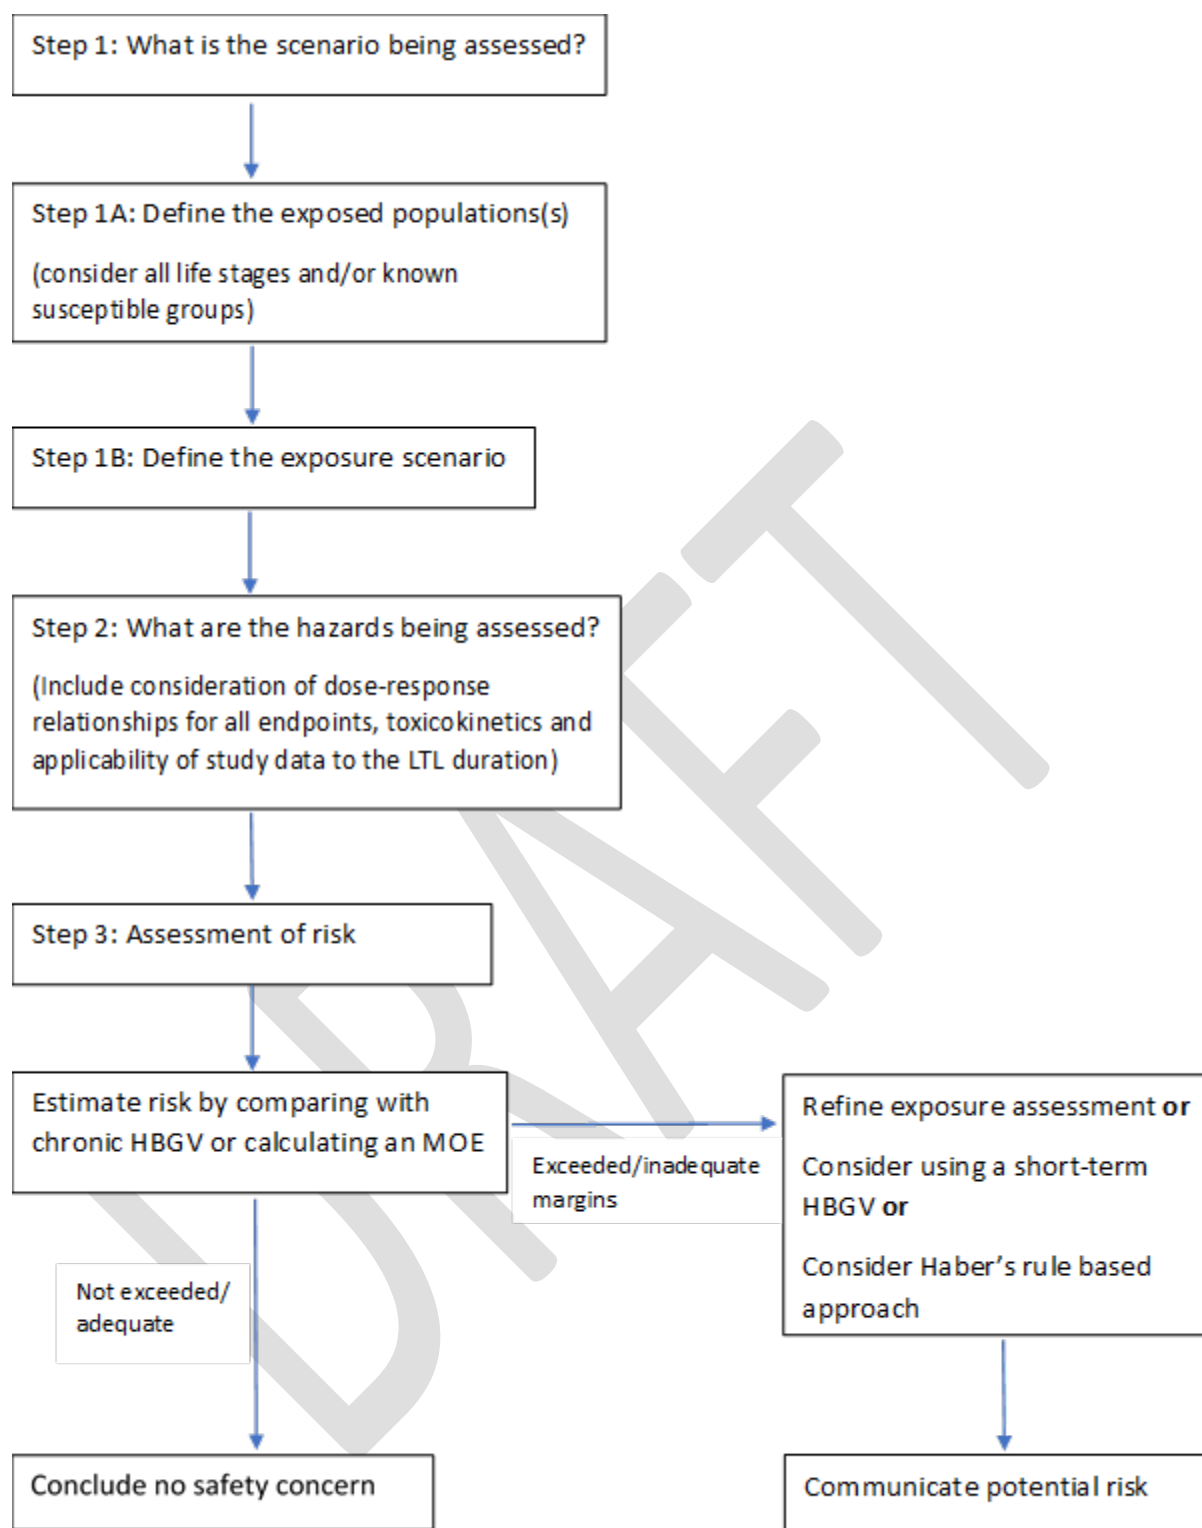 Step 1: What is the scenario being assessed?
Step 1A: Define the exposed populations(s)
(consider all life stages and/or known
susceptible groups)
Step 1B: Define the exposure scenario
Step 2: What are the hazards being assessed?
(Include consideration of dose-response
relationships for all endpoints, toxicokinetics and
applicability of study data to the LTL duration)
Step 3: Assessment of risk
Estimate risk by comparing with
chronic HBGV or calculating an MOE
Exceeded/inadequate
margins
Refine exposure assessment or
Consider using a short-term
HBGV or
Consider Haber's rule based
approach
Not exceeded/
adequate
Conclude no safety concern
Communicate potential risk
DRAFT